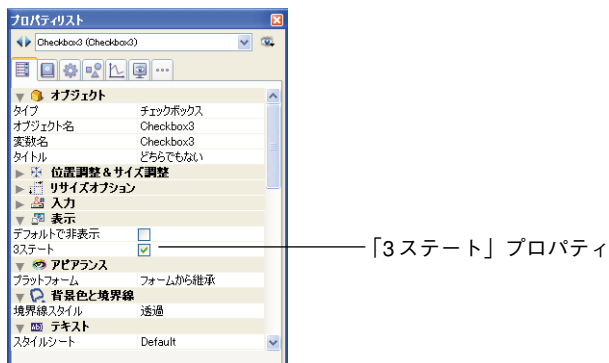 プロパティリスト
Checkbox3 (Checkbox3)
オブジェクト
タイプ チェックボックス
オブジェクト名 Checkbox3
変数名 Checkbox3
タイトル どちらでもない
位置調整&サイズ調整
リサイズオプション
入力
表示
デフォルトで非表示
3ステート
「3ステート」プロパティ
アピアランス
プラットフォーム フォームから継承
背景色と境界線
境界線スタイル 透過
テキスト
スタイルシート Default